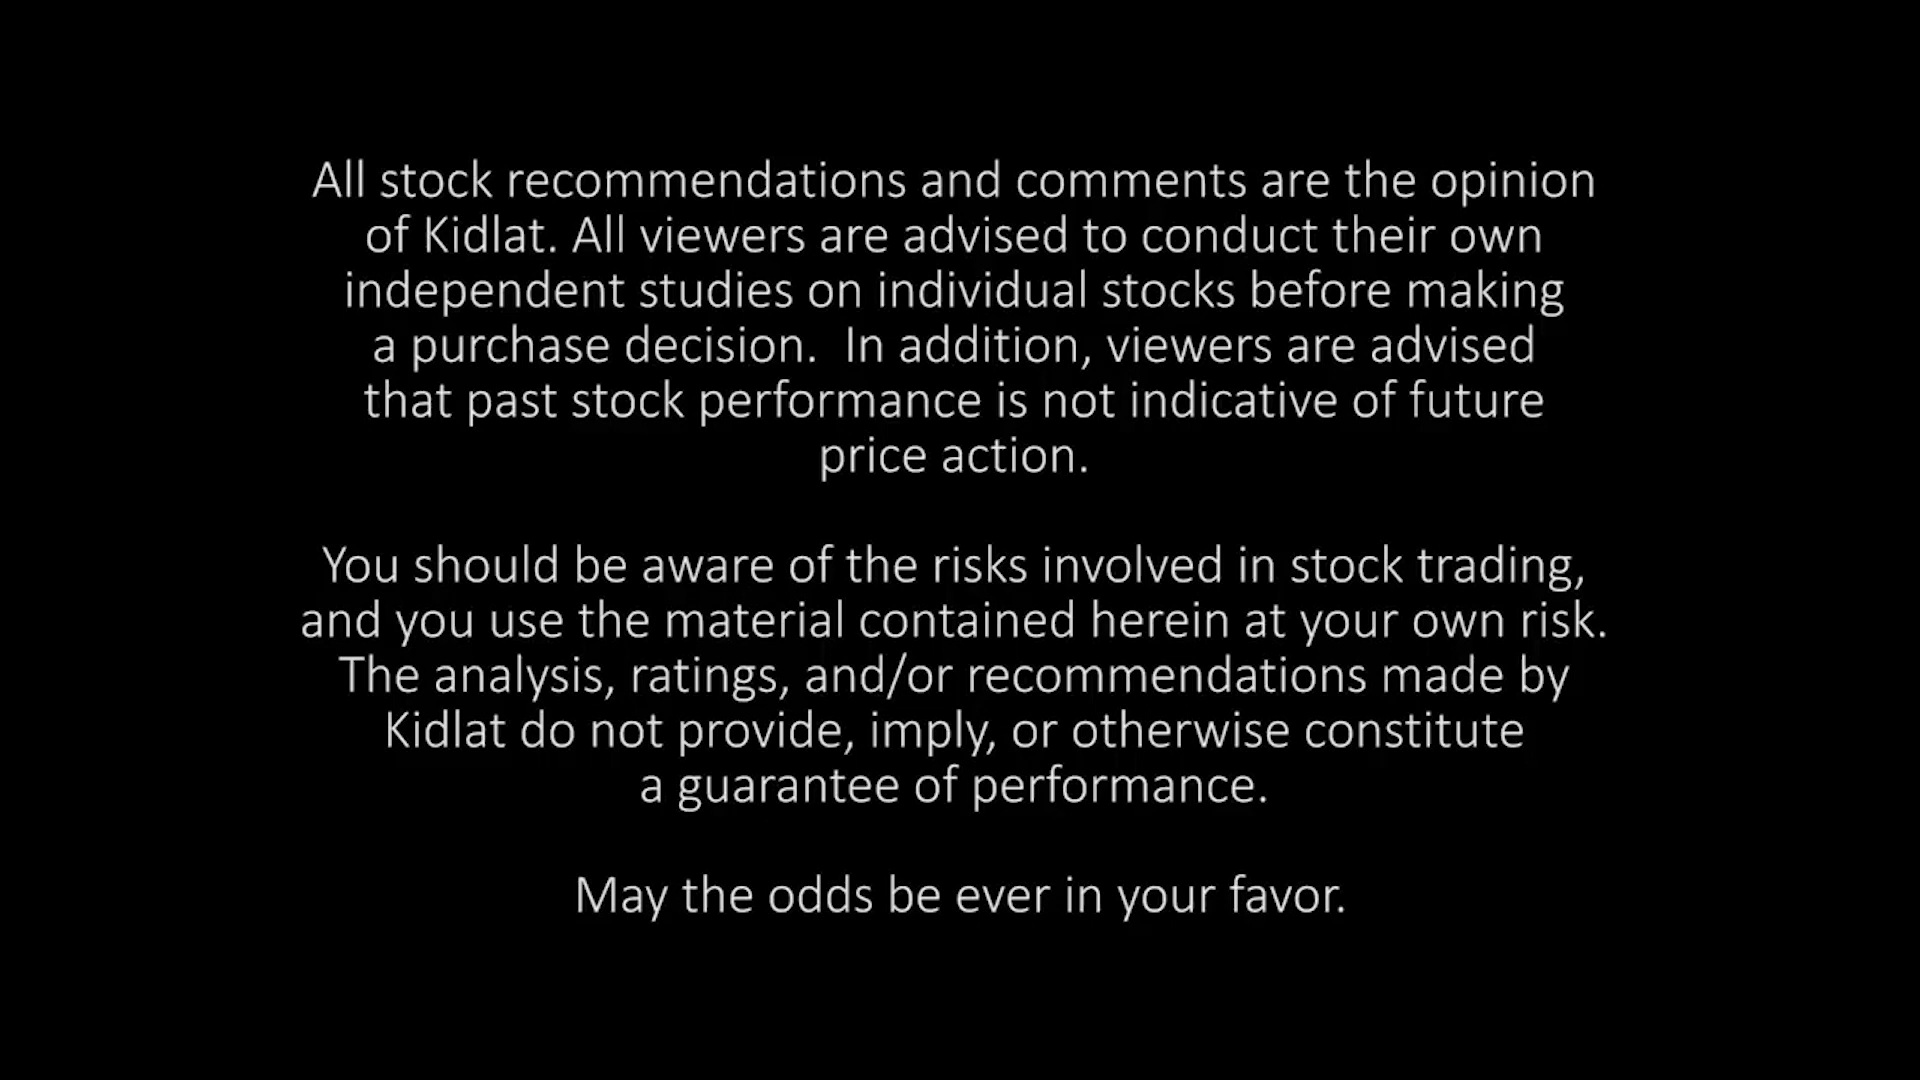 All stock recommendations and comments are the opinion
of Kidlat. All viewers are advised to conduct their own
independent studies on individual stocks before making
a purchase decision.  In addition, viewers are advised
that past stock performance is not indicative of future
price action.
You should be aware of the risks involved in stock trading,
and you use the material contained herein at your own risk.
The analysis, ratings, and/or recommendations made by
Kidlat do not provide, imply, or otherwise constitute
a guarantee of performance.
May the odds be ever in your favor.